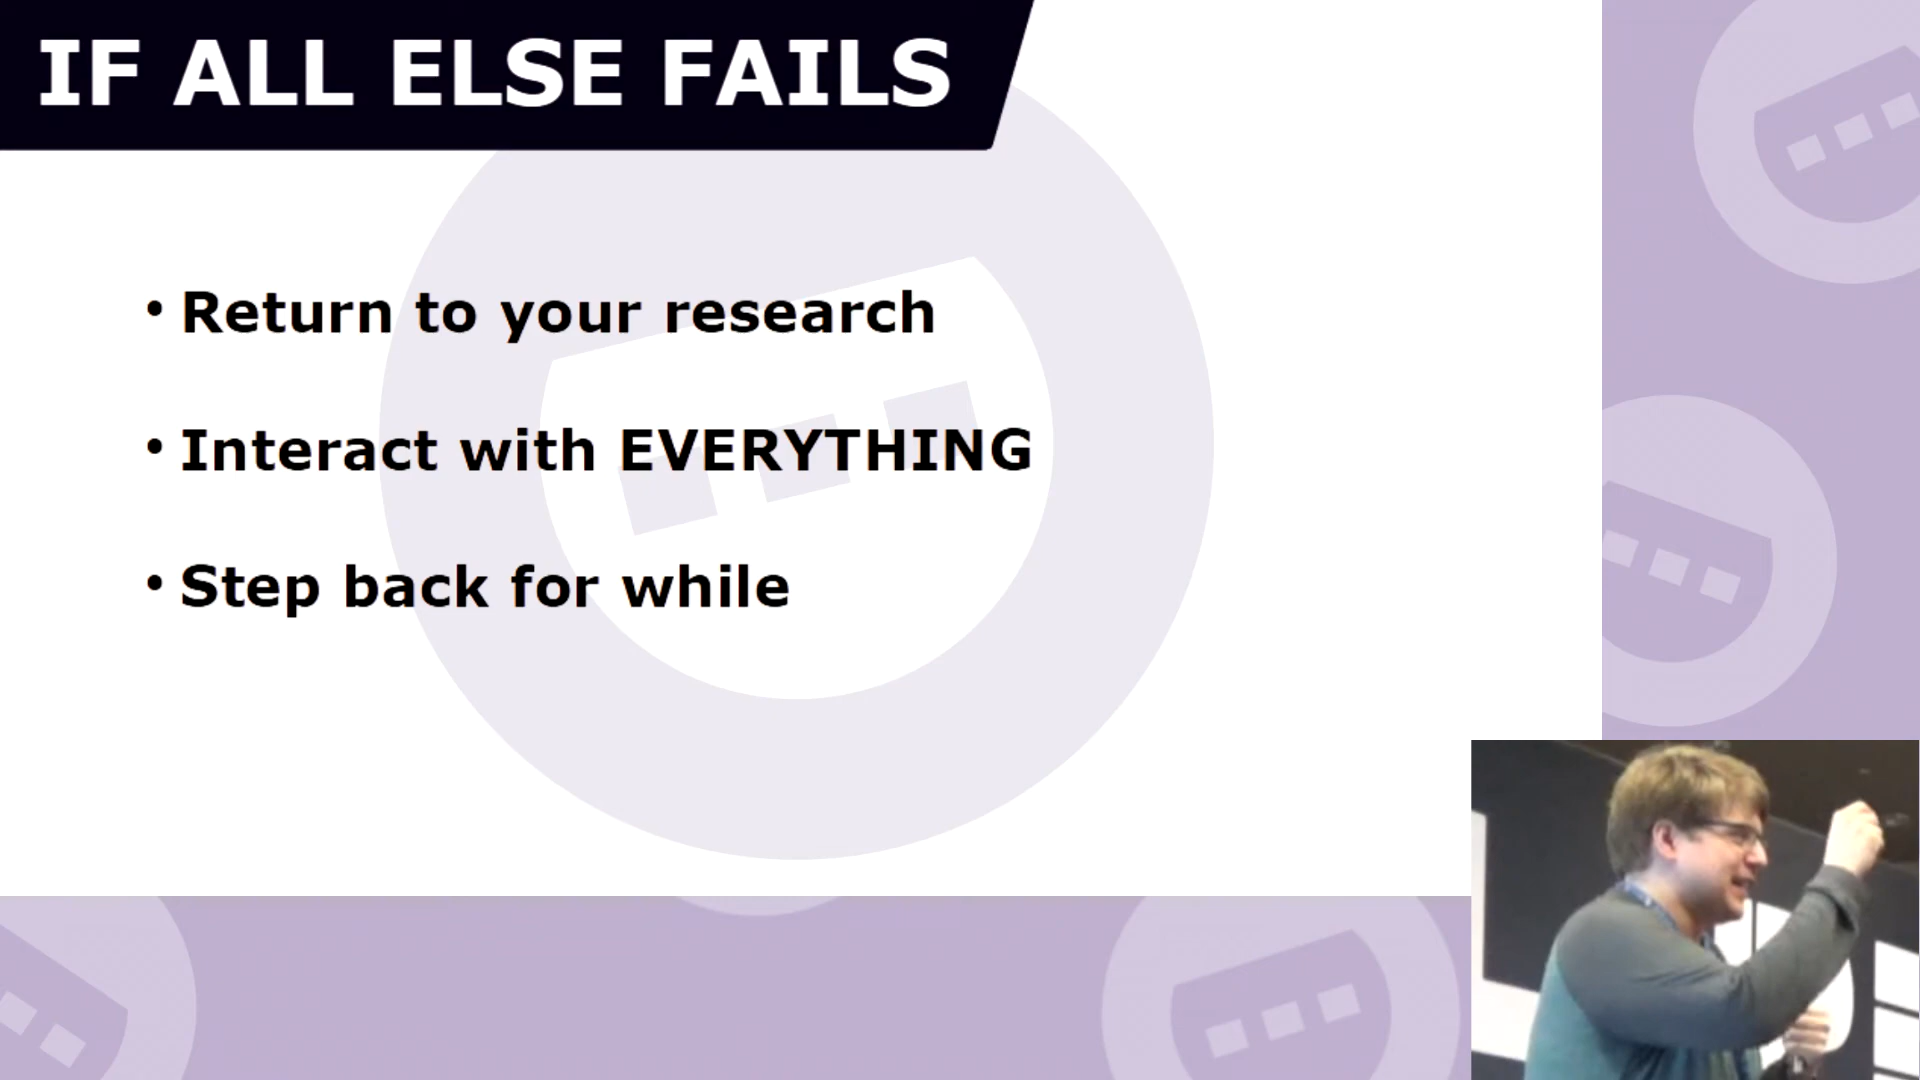 IF ALL ELSE FAILS
• Return to your research
• Interact with EVERYTHING
• Step back for while